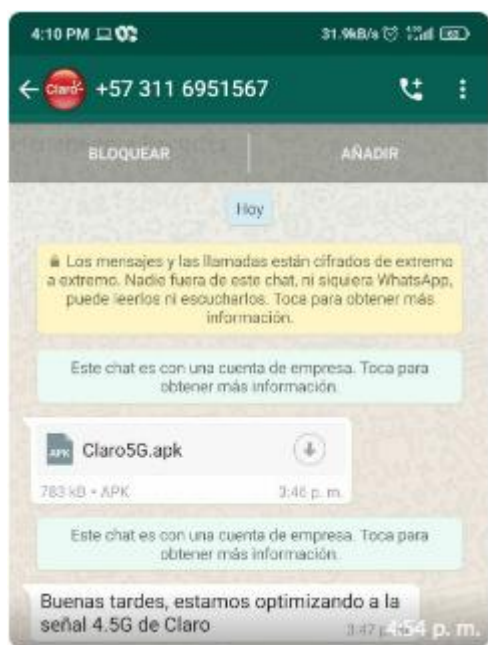 4:10 PM
31.9kB/s
Claro
+57 311 6951567
BLOQUEAR
AÑADIR
Hoy
Los mensajes y las llamadas están cifrados de extremo
a extremo. Nadie fuera de este chat, ni siquiera WhatsApp,
puede leerlos ni escucharlos. Toca para obtener más
información.
Este chat es con una cuenta de empresa. Toca para
obtener más información.
APK
Claro5G.apk
783 kB • APK
3:46 p. m.
Este chat es con una cuenta de empresa. Toca para
obtener más información.
Buenas tardes, estamos optimizando a la
señal 4.5G de Claro
3:47 p.
4:54 p. m.